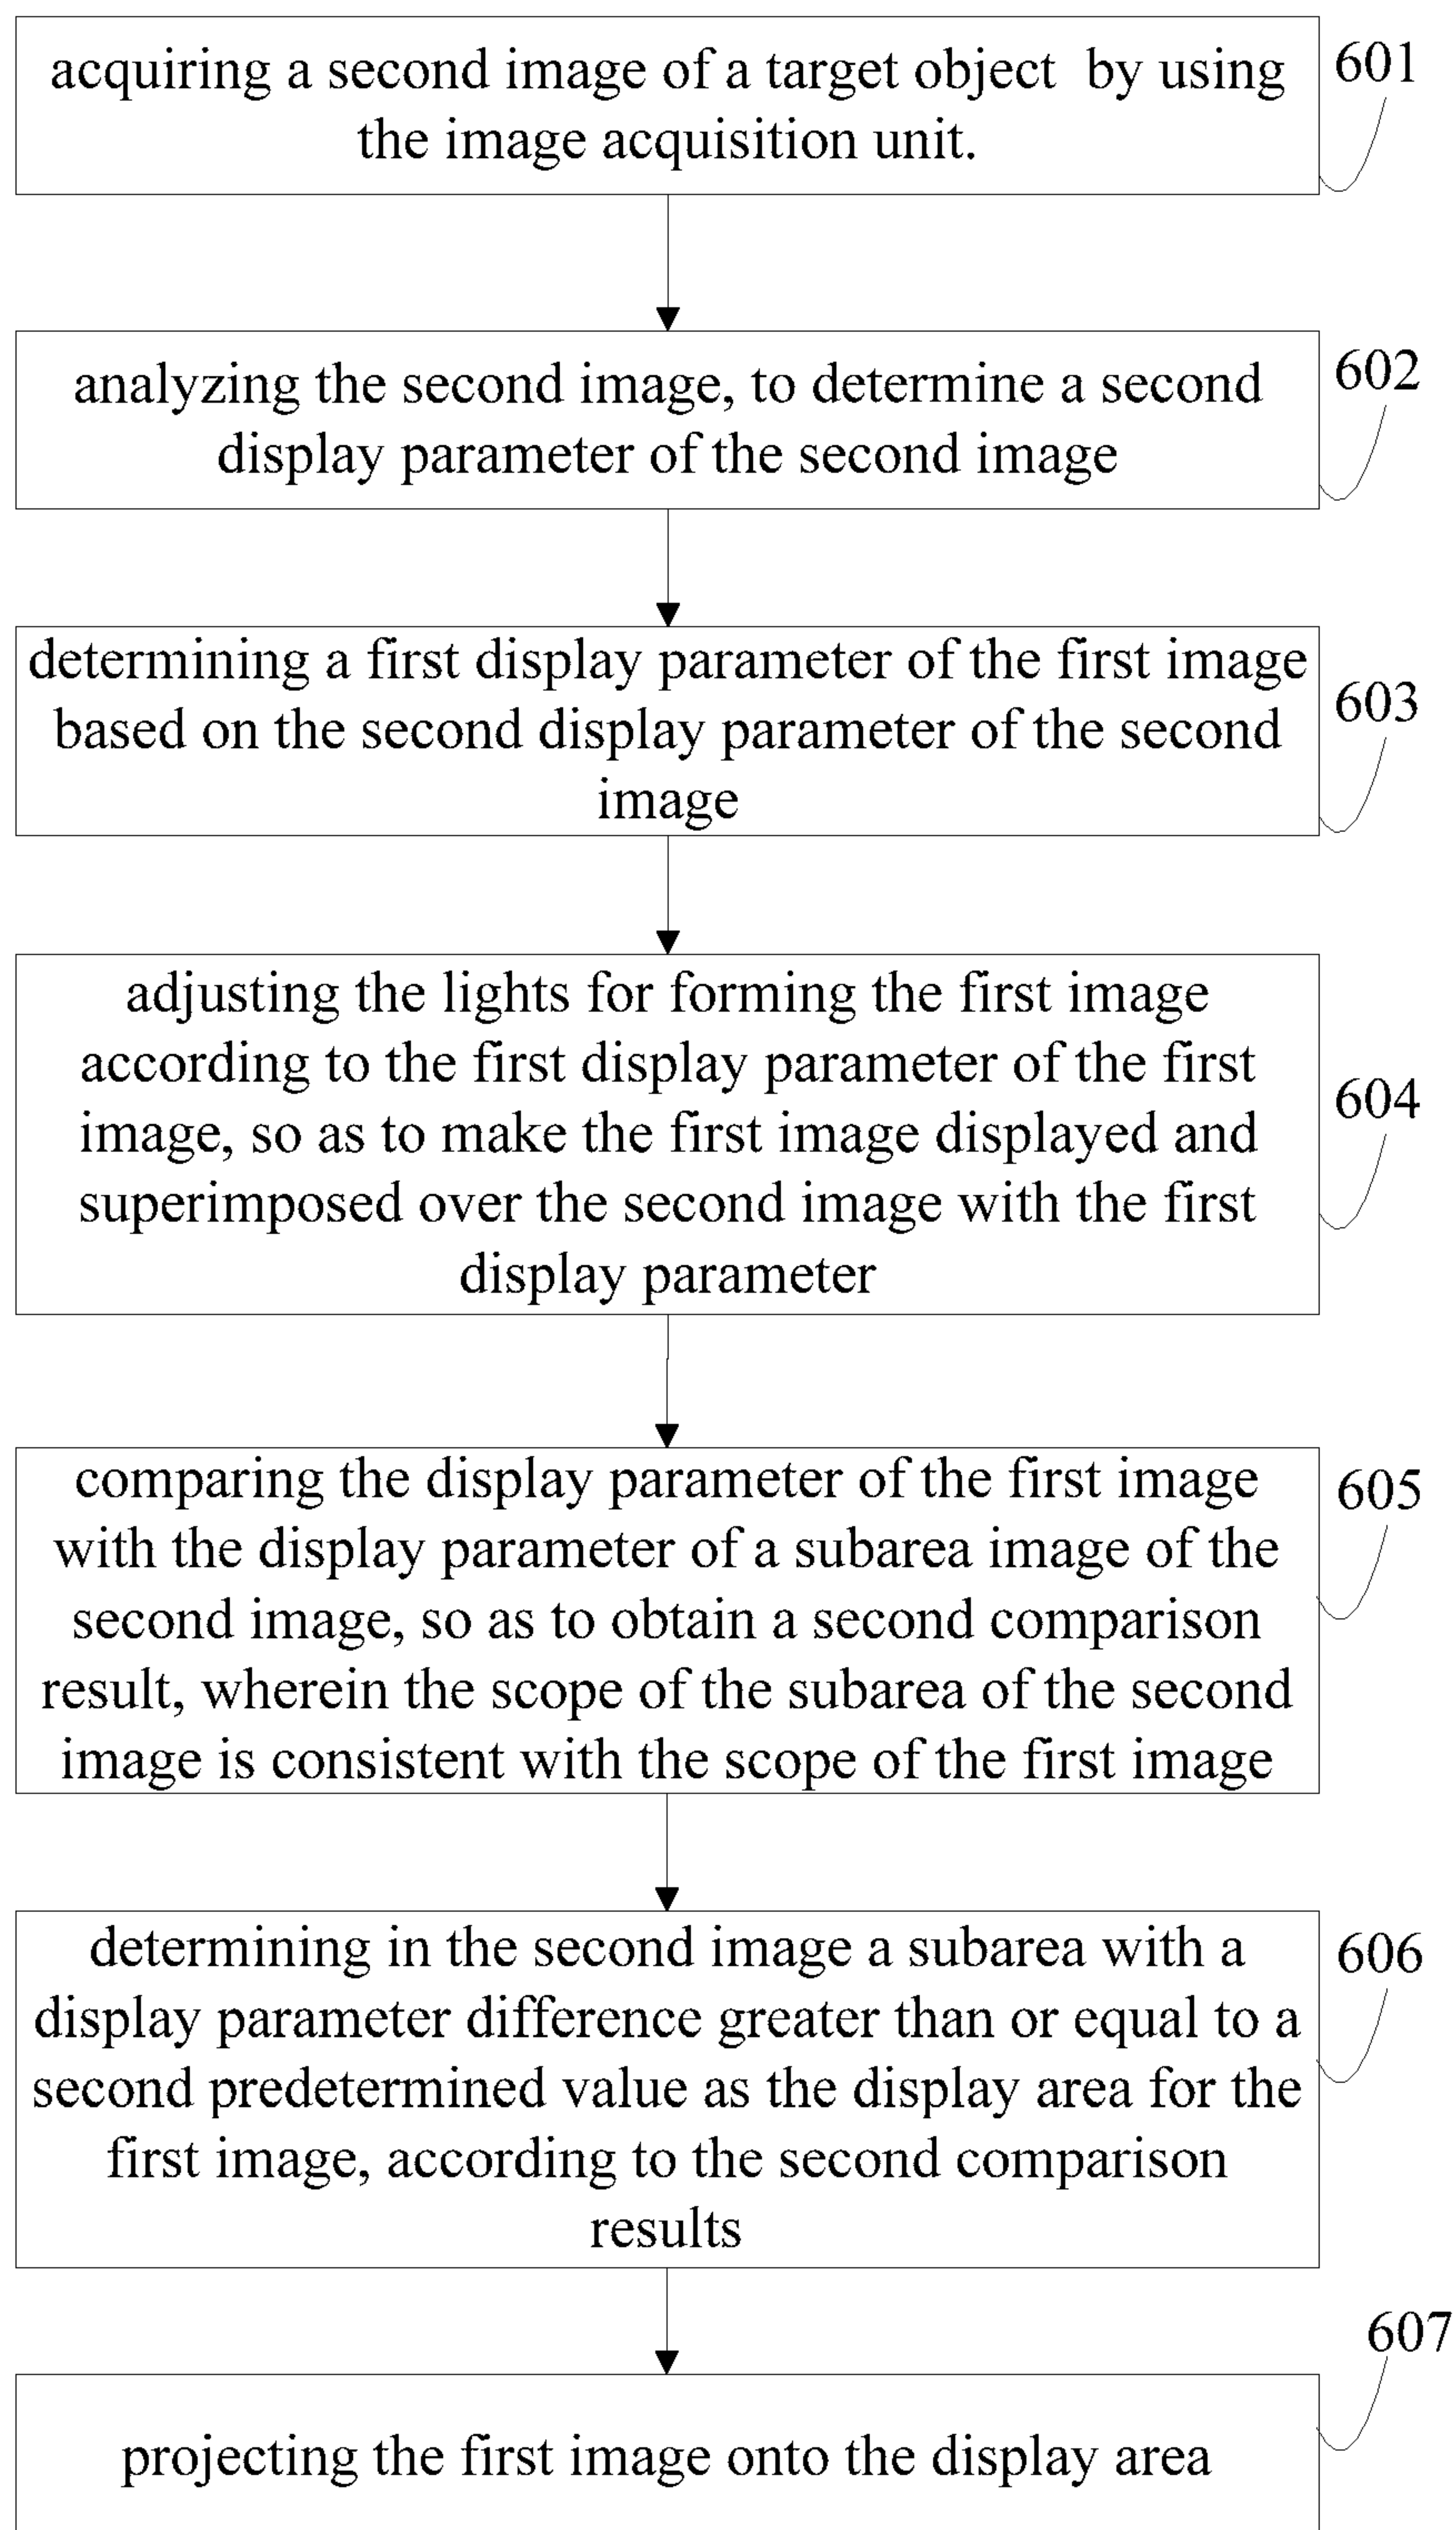 acquiring a second image of a target object by using
the image acquisition unit.
601
analyzing the second image, to determine a second
display parameter of the second image
602
determining a first display parameter of the first image
based on the second display parameter of the second
image
603
adjusting the lights for forming the first image
according to the first display parameter of the first
image, so as to make the first image displayed and
superimposed over the second image with the first
display parameter
604
comparing the display parameter of the first image
with the display parameter of a subarea image of the
second image, so as to obtain a second comparison
result, wherein the scope of the subarea of the second
image is consistent with the scope of the first image
605
determining in the second image a subarea with a
display parameter difference greater than or equal to a
second predetermined value as the display area for the
first image, according to the second comparison
results
606
projecting the first image onto the display area
607